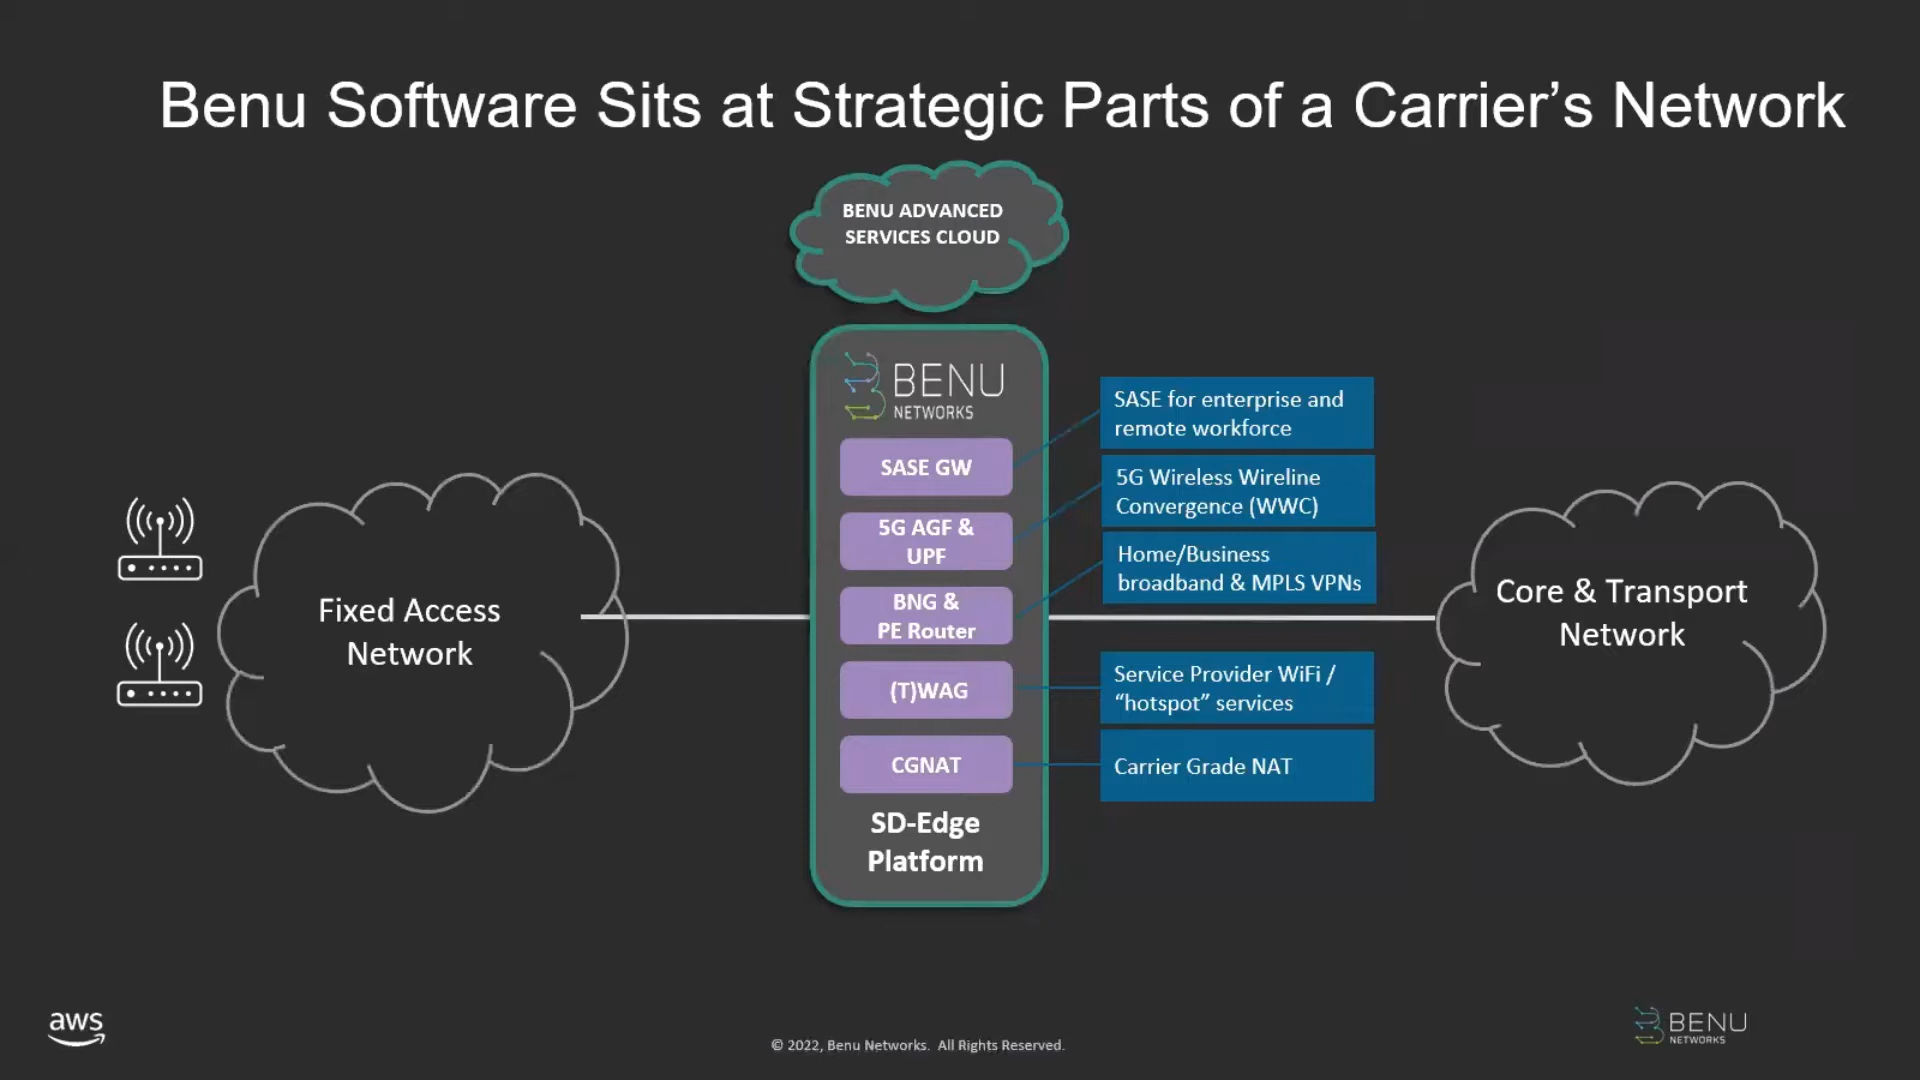 Benu Software Sits at Strategic Parts of a Carrier’s Network
BENU ADVANCED
SERVICES CLOUD
BENU
NETWORKS
SASE GW
5G AGF &
UPF
BNG &
PE Router
(T)WAG
CGNAT
SD-Edge
Platform
SASE for enterprise and
remote workforce
5G Wireless Wireline
Convergence (WWC)
Home/Business
broadband & MPLS VPNs
Service Provider WiFi /
“hotspot” services
Carrier Grade NAT
Fixed Access
Network
Core & Transport
Network
aws
© 2022, Benu Networks.  All Rights Reserved.
BENU
NETWORKS